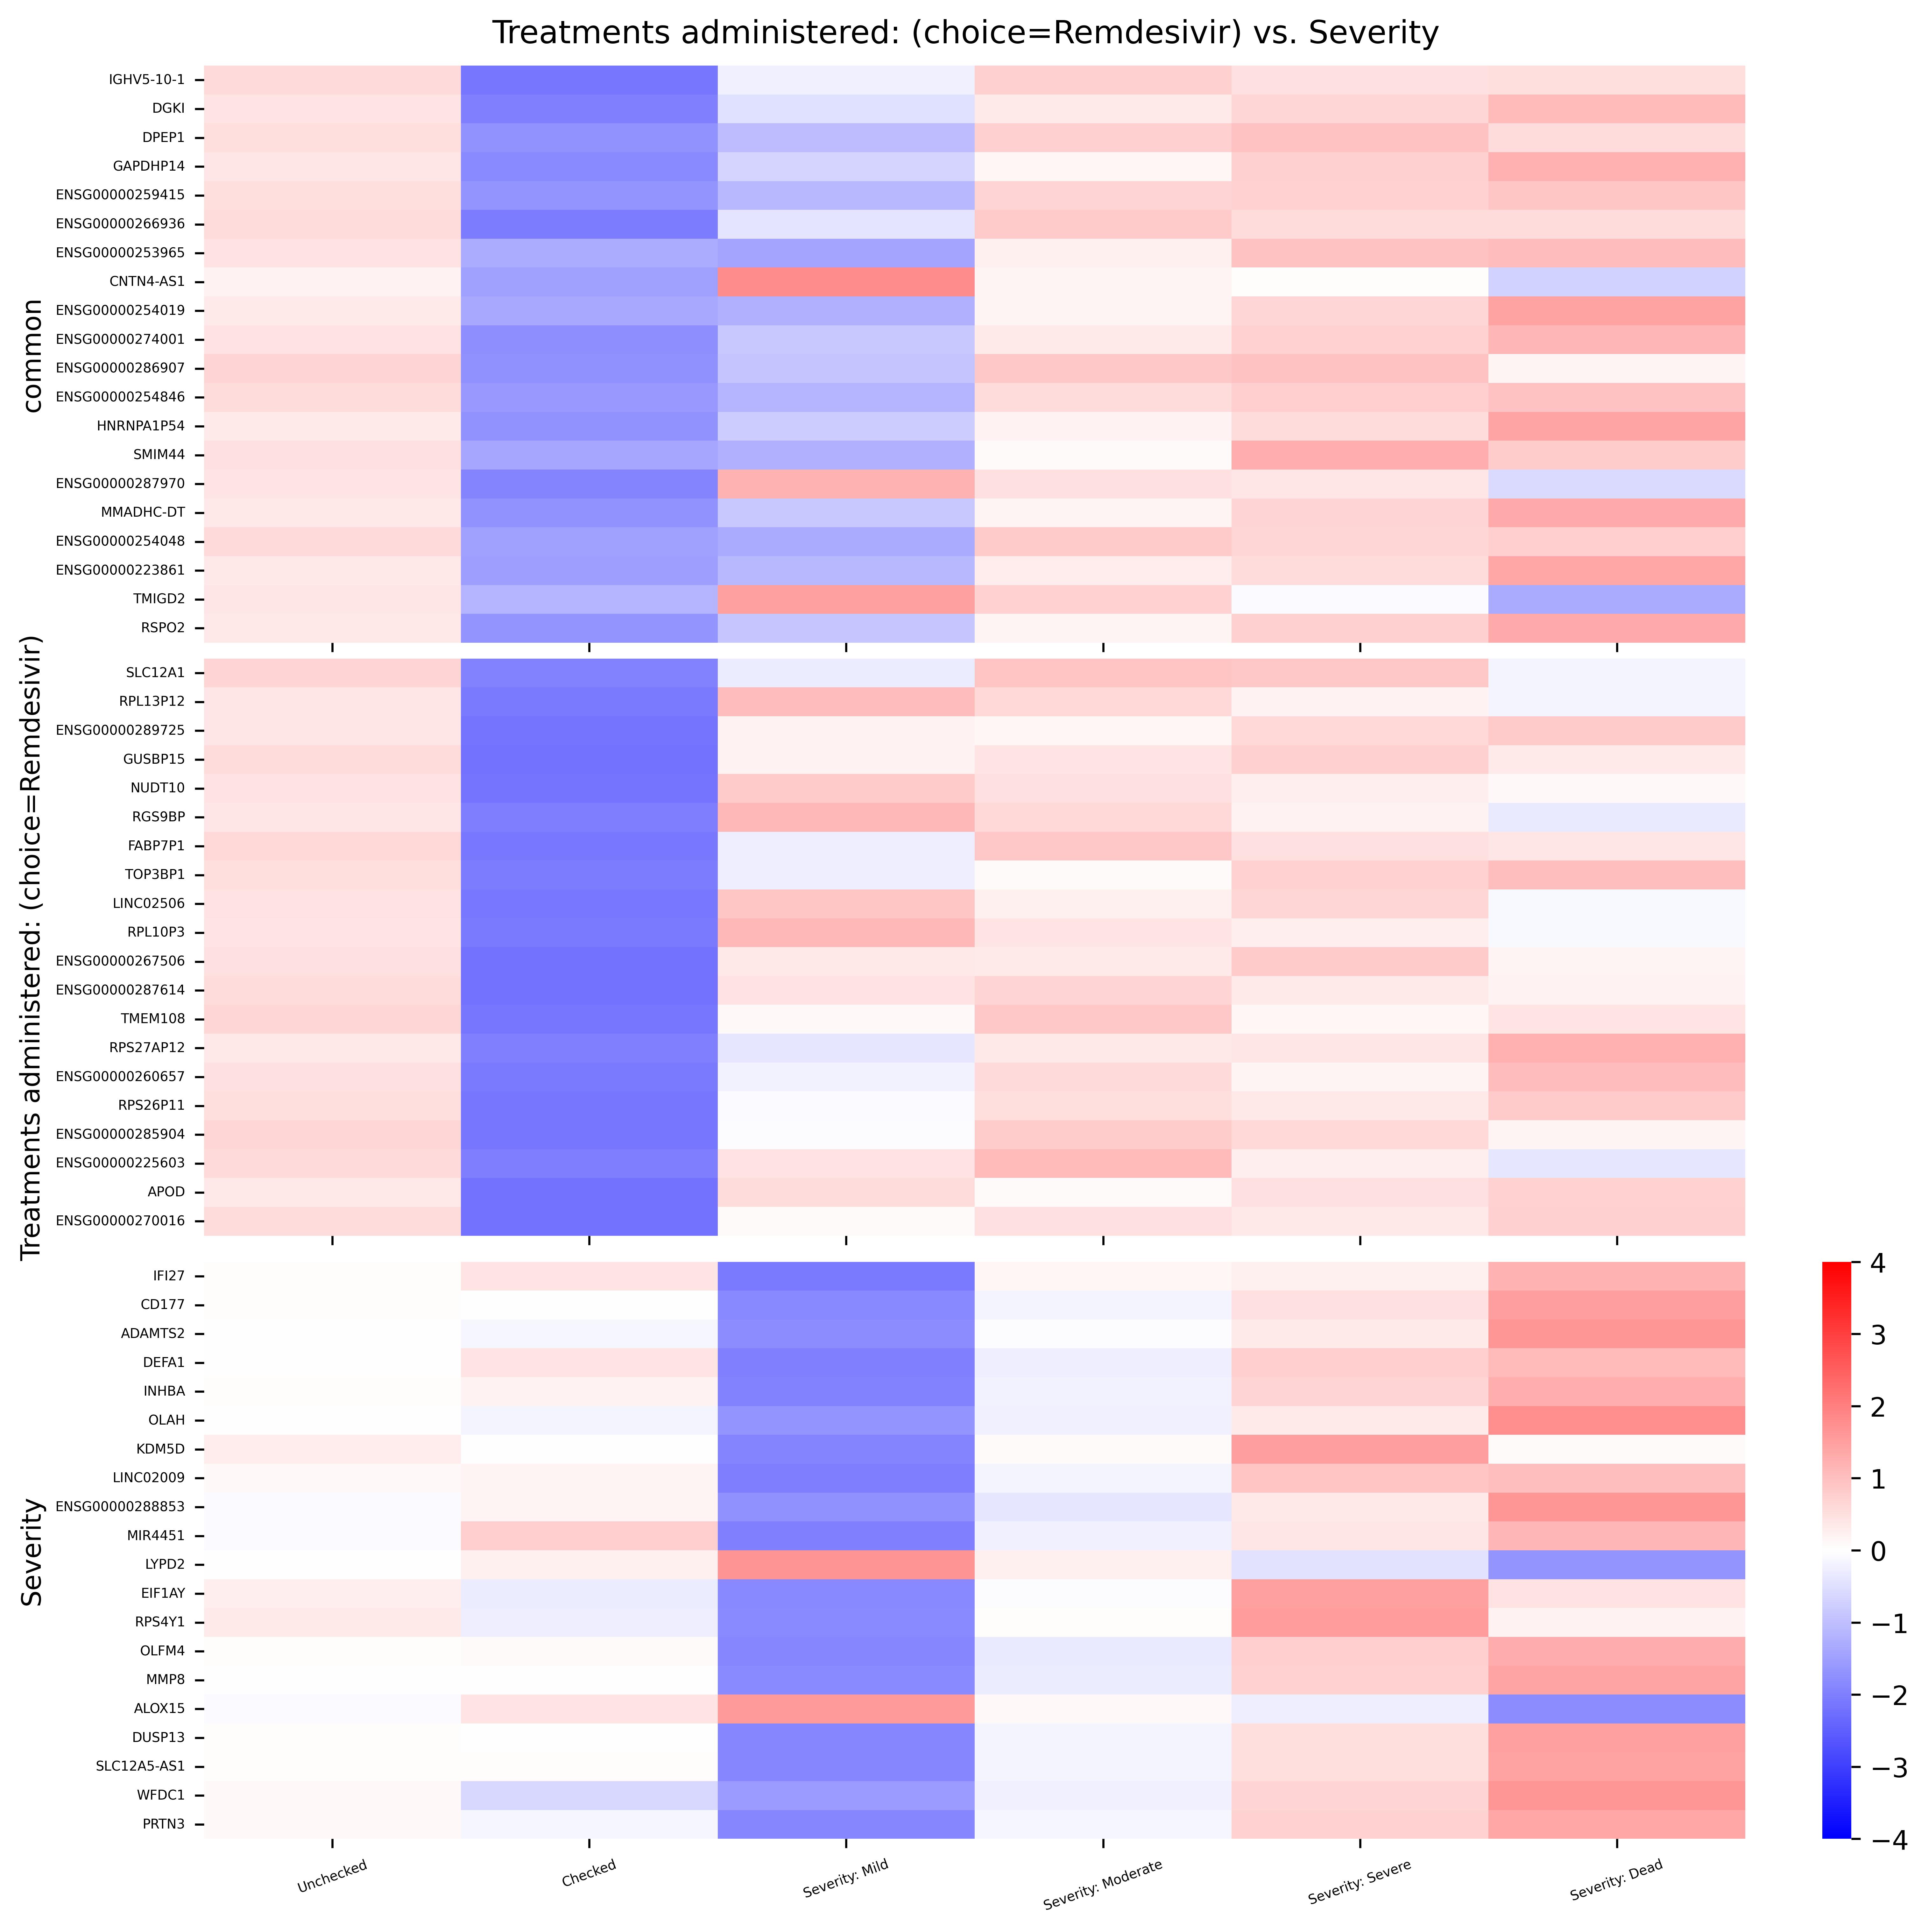 Treatments administered: (choice=Remdesivir) vs. Severity
common
IGHV5-10-1
DGKI
DPEP1
GAPDHP14
ENSG00000259415
ENSG00000266936
ENSG00000253965
CNTN4-AS1
ENSG00000254019
ENSG00000274001
ENSG00000286907
ENSG00000254846
HNRNPA1P54
SMIM44
ENSG00000287970
MMADHC-DT
ENSG00000254048
ENSG00000223861
TMIGD2
RSPO2
Treatments administered: (choice=Remdesivir)
SLC12A1
RPL13P12
ENSG00000289725
GUSBP15
NUDT10
RGS9BP
FABP7P1
TOP3BP1
LINC02506
RPL10P3
ENSG00000267506
ENSG00000287614
TMEM108
RPS27AP12
ENSG00000260657
RPS26P11
ENSG00000285904
ENSG00000225603
APOD
ENSG00000270016
Severity
IFI27
CD177
ADAMTS2
DEFA1
INHBA
OLAH
KDM5D
LINC02009
ENSG00000288853
MIR4451
LYPD2
EIF1AY
RPS4Y1
OLFM4
MMP8
ALOX15
DUSP13
SLC12A5-AS1
WFDC1
PRTN3
Unchecked
Checked
Severity: Mild
Severity: Moderate
Severity: Severe
Severity: Dead
4
3
2
1
0
−1
−2
−3
−4